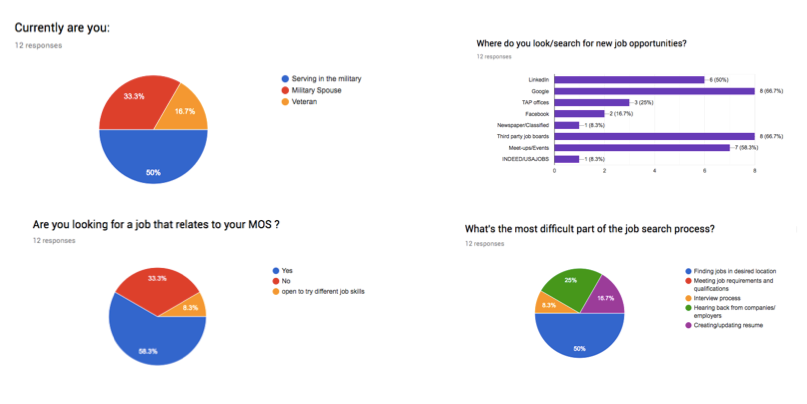 Currently are you:
12 responses
Serving in the military
Military Spouse
Veteran
33.3%
16.7%
50%
Where do you look/search for new job opportunities?
12 responses
LinkedIn
6 (50%)
Google
8 (66.7%)
TAP offices
3 (25%)
Facebook
2 (16.7%)
Newspaper/Classified
1 (8.3%)
Third party job boards
8 (66.7%)
Meet-ups/Events
7 (58.3%)
INDEED/USAJOBS
1 (8.3%)
0 2 4 6 8
Are you looking for a job that relates to your MOS ?
12 responses
Yes
No
open to try different job skills
33.3%
8.3%
58.3%
What's the most difficult part of the job search process?
12 responses
Finding jobs in desired location
Meeting job requirements and
qualifications
Interview process
Hearing back from companies/
employers
Creating/updating resume
25%
16.7%
8.3%
50%